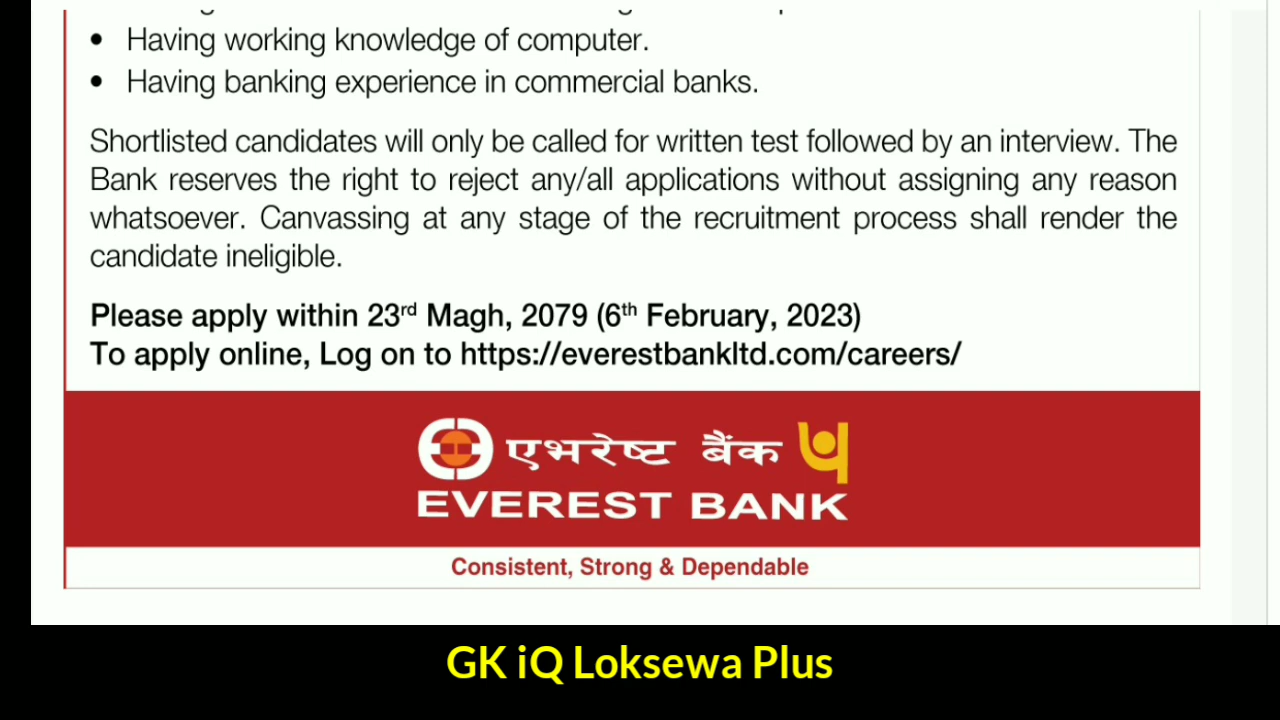 • Having working knowledge of computer.
• Having banking experience in commercial banks.
Shortlisted candidates will only be called for written test followed by an interview. The
Bank reserves the right to reject any/all applications without assigning any reason
whatsoever. Canvassing at any stage of the recruitment process shall render the
candidate ineligible.
Please apply within 23rd Magh, 2079 (6th February, 2023)
To apply online, Log on to https://everestbankltd.com/careers/
एभरेष्ट बैंक
EVEREST BANK
Consistent, Strong & Dependable
GK iQ Loksewa Plus